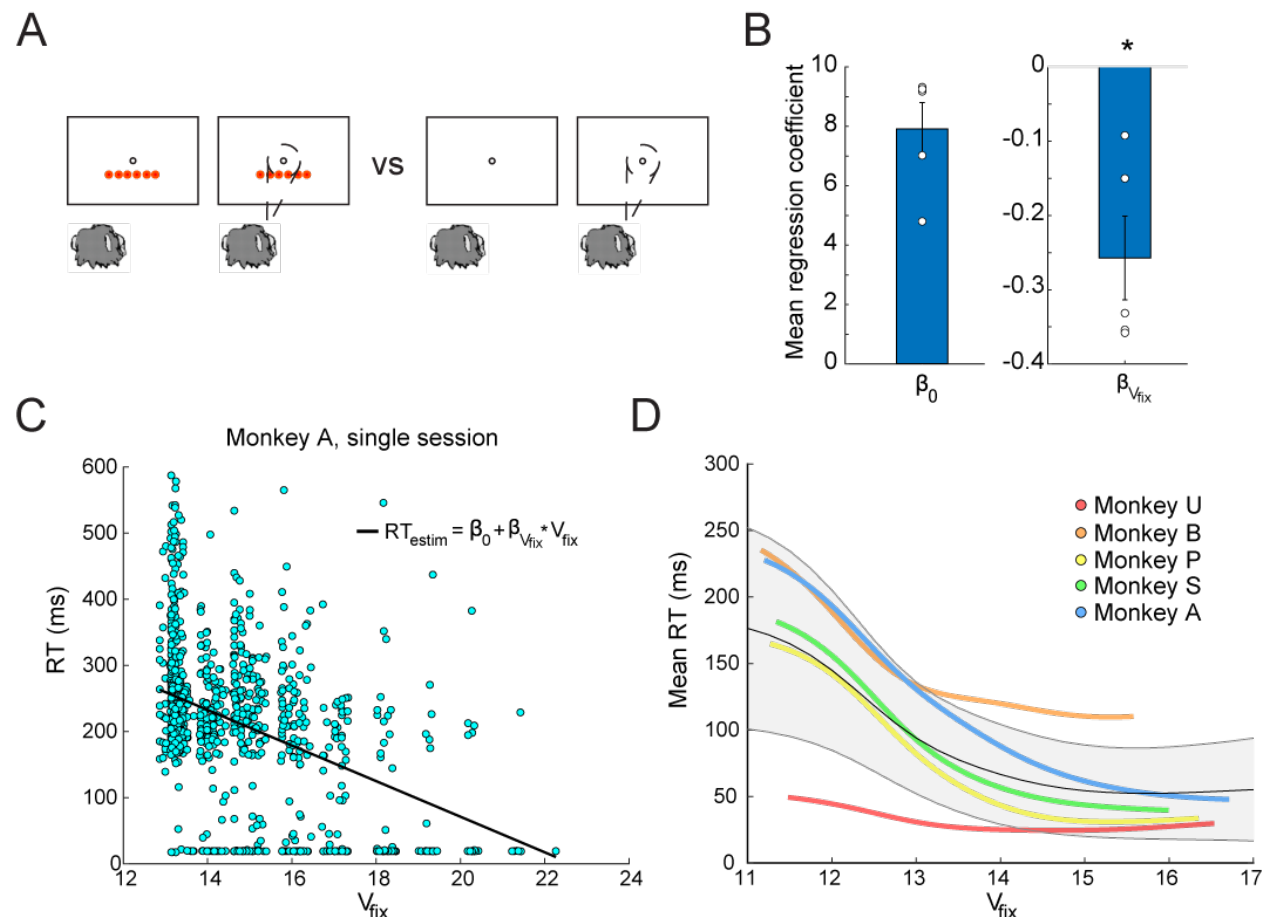 A
vs
B
*
Mean regression coefficient
10
8
6
4
2
0
β0
0
-0.1
-0.2
-0.3
-0.4
βVfix
C
Monkey A, single session
RT (ms)
600
500
400
300
200
100
0
RTestim = β0 + βVfix * Vfix
12 14 16 18 20 22 24
Vfix
D
Mean RT (ms)
300
250
200
150
100
50
0
Monkey U
Monkey B
Monkey P
Monkey S
Monkey A
11 12 13 14 15 16 17
Vfix